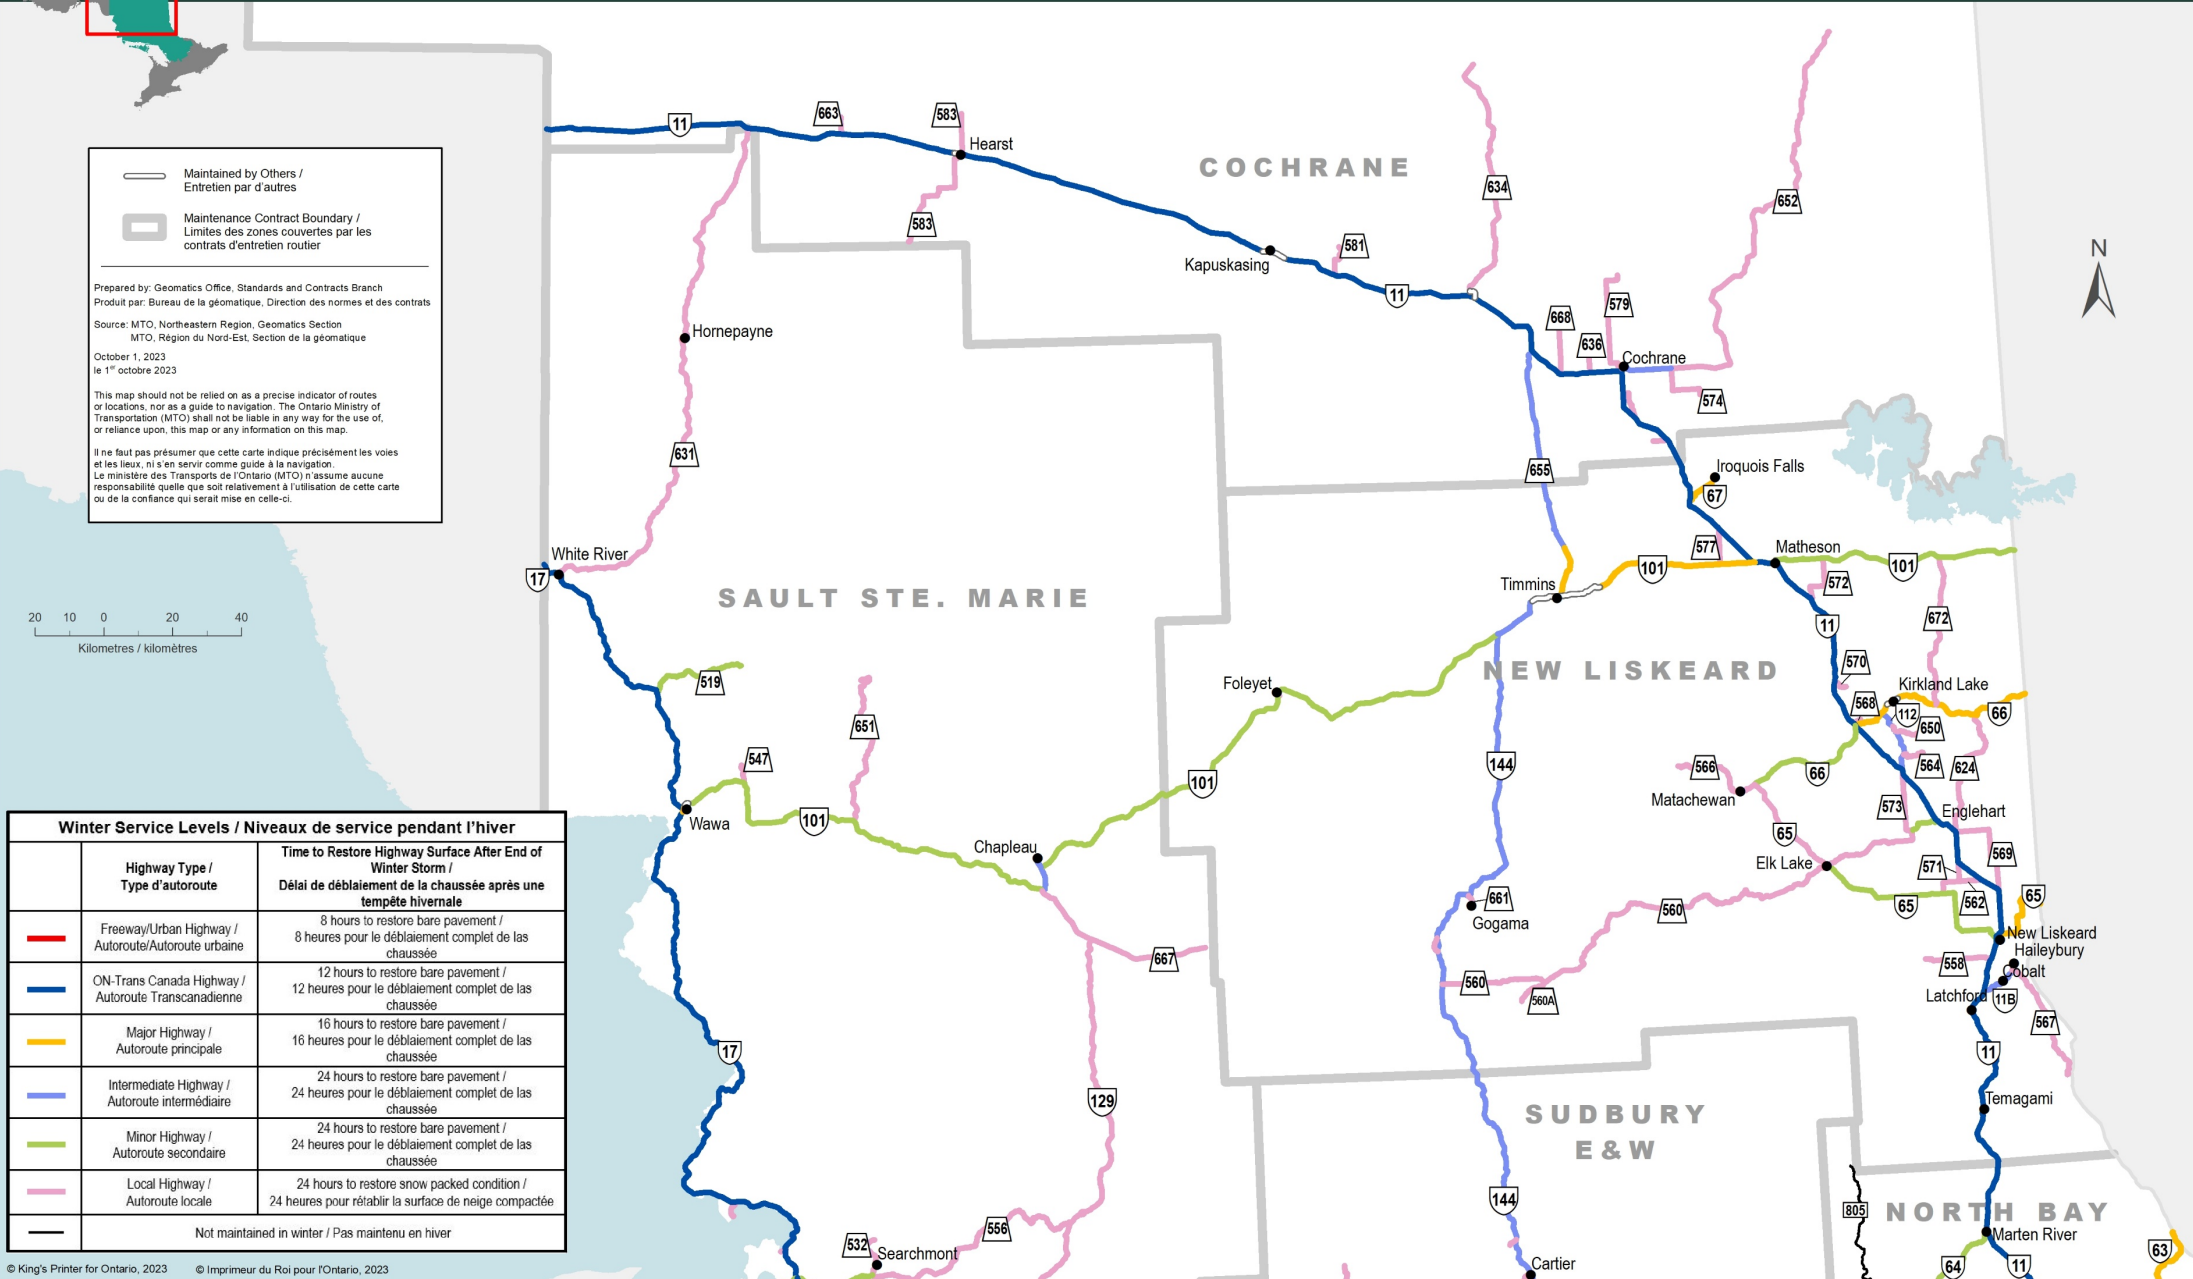 Maintained by Others /
Entretien par d'autres
Maintenance Contract Boundary /
Limites des zones couvertes par les
contrats d'entretien routier
Prepared by: Geomatics Office, Standards and Contracts Branch
Produit par: Bureau de la géomatique, Direction des normes et des contrats
Source: MTO, Northeastern Region, Geomatics Section
MTO, Région du Nord-Est, Section de la géomatique
October 1, 2023
le 1er octobre 2023
This map should not be relied on as a precise indicator of routes
or locations, nor as a guide to navigation. The Ontario Ministry of
Transportation (MTO) shall not be liable in any way for the use of,
or reliance upon, this map or any information on this map.
Il ne faut pas présumer que cette carte indique précisément les voies
et les lieux, ni s'en servir comme guide à la navigation.
Le ministère des Transports de l'Ontario (MTO) n'assume aucune
responsabilité quelle que soit relativement à l'utilisation de cette carte
ou de la confiance qui serait mise en celle-ci.
11
663
583
Hearst
COCHRANE
583
634
652
N
Kapuskasing
581
11
Hornepayne
668
579
636
Cochrane
574
631
655
Iroquois Falls
67
White River
17
577
Matheson
101
101
Timmins
572
SAULT STE. MARIE
20 10 0 20 40
Kilometres / kilomètres
11
672
NEW LISKEARD
570
519
Foleyet
Kirkland Lake
568
112
66
650
651
547
144
566
66
564
624
101
Matachewan
573
Englehart
Wawa
101
65
Chapleau
Elk Lake
571
569
661
560
65
562
65
Gogama
New Liskeard
Haileybury
667
558
Cobalt
560
560A
Latchford
11B
567
17
11
129
Temagami
SUDBURY
E&W
144
805
NORTH BAY
556
532
Searchmont
Marten River
63
Cartier
64
11
Winter Service Levels / Niveaux de service pendant l'hiver
Highway Type /
Type d'autoroute
Time to Restore Highway Surface After End of
Winter Storm /
Délai de déblaiement de la chaussée après une
tempête hivernale
Freeway/Urban Highway /
Autoroute/Autoroute urbaine
8 hours to restore bare pavement /
8 heures pour le déblaiement complet de las
chaussée
ON-Trans Canada Highway /
Autoroute Transcanadienne
12 hours to restore bare pavement /
12 heures pour le déblaiement complet de las
chaussée
Major Highway /
Autoroute principale
16 hours to restore bare pavement /
16 heures pour le déblaiement complet de las
chaussée
Intermediate Highway /
Autoroute intermédiaire
24 hours to restore bare pavement /
24 heures pour le déblaiement complet de las
chaussée
Minor Highway /
Autoroute secondaire
24 hours to restore bare pavement /
24 heures pour le déblaiement complet de las
chaussée
Local Highway /
Autoroute locale
24 hours to restore snow packed condition /
24 heures pour rétablir la surface de neige compactée
Not maintained in winter / Pas maintenu en hiver
© King's Printer for Ontario, 2023 © Imprimeur du Roi pour l'Ontario, 2023